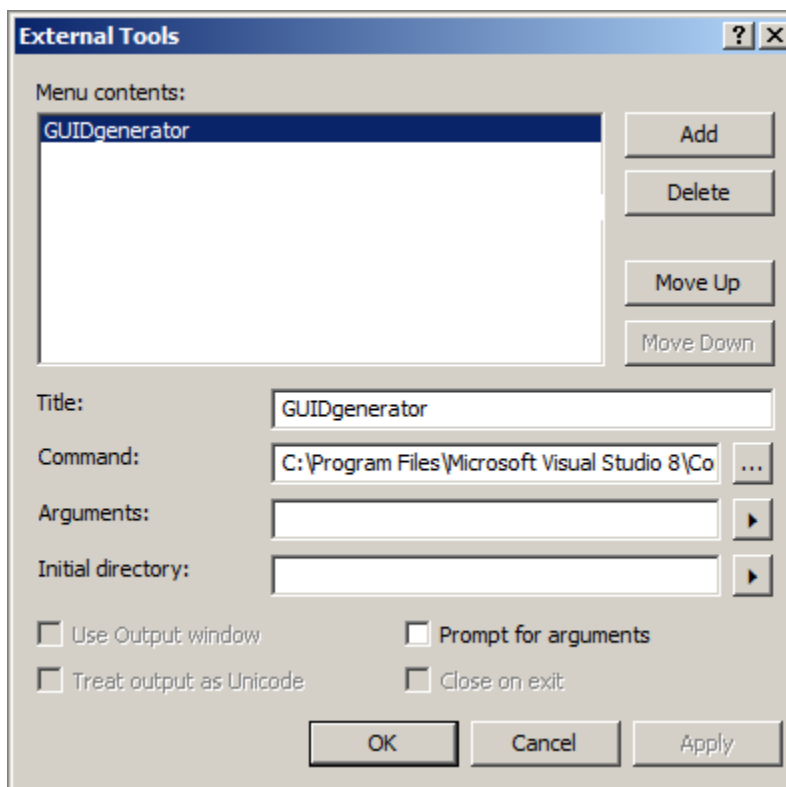 External Tools
Menu contents:
GUIDgenerator
Add
Delete
Move Up
Move Down
Title:
GUIDgenerator
Command:
C:\Program Files\Microsoft Visual Studio 8\Co
...
Arguments:
Initial directory:
Use Output window
Prompt for arguments
Treat output as Unicode
Close on exit
OK
Cancel
Apply